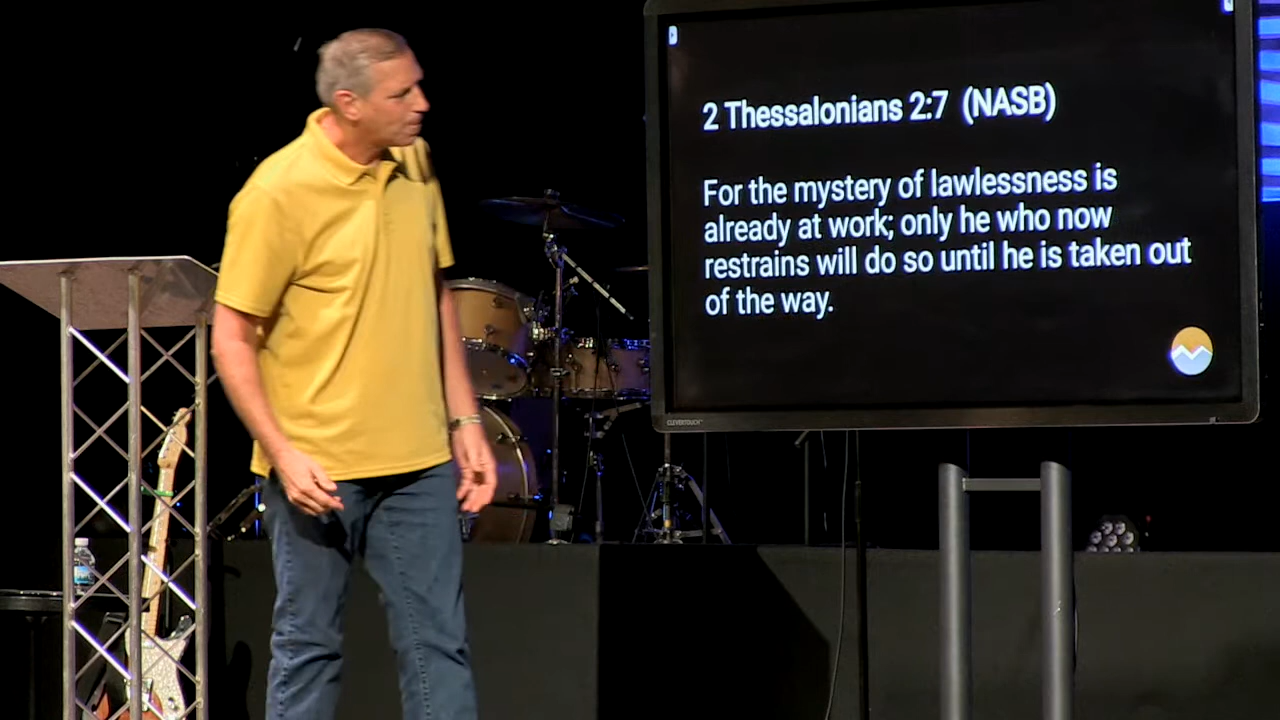 2 Thessalonians 2:7 (NASB)
For the mystery of lawlessness is
already at work; only he who now
restrains will do so until he is taken out
of the way.
CLEVERTOUCH